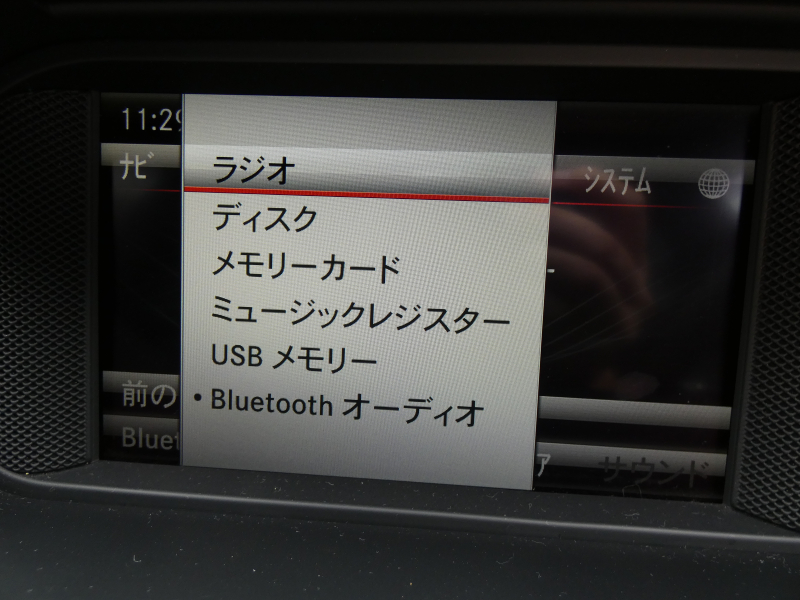 11:29
ナビ
システム
ラジオ
ディスク
メモリーカード
ミュージックレジスター
USB メモリー
• Bluetooth オーディオ
前の
Bluet
ア
サウンド